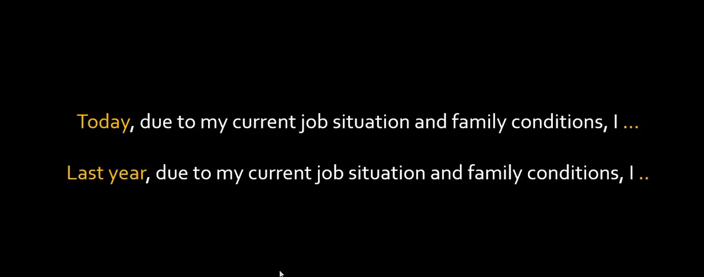 Today, due to my current job situation and family conditions, I ...
Last year, due to my current job situation and family conditions, I ..